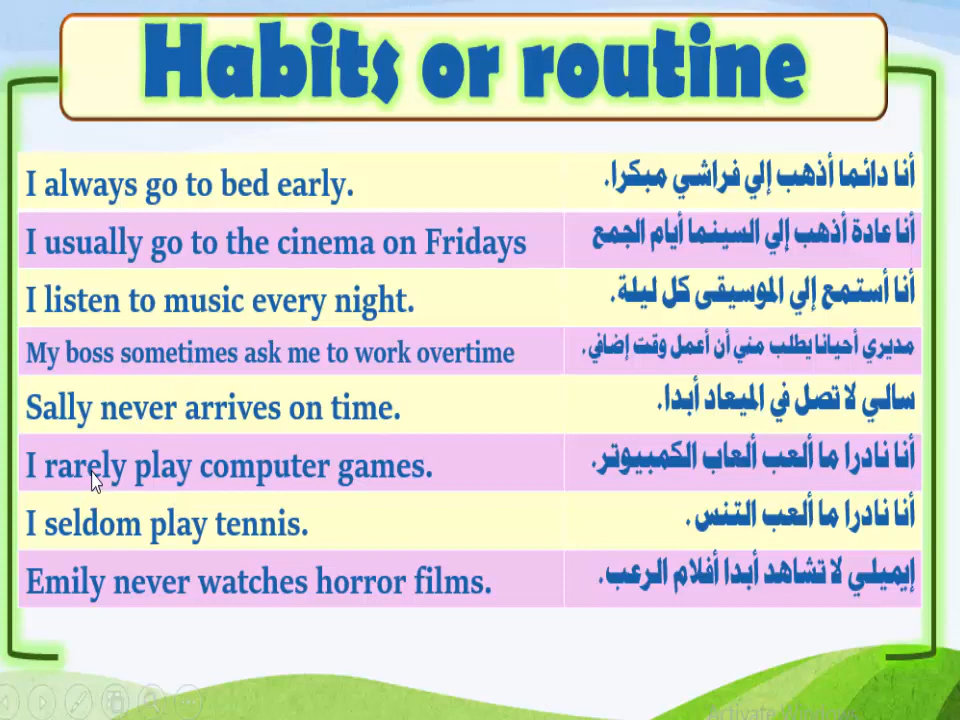 Habits or routine
I always go to bed early. أنا دائما أذهب إلي فراشي مبكرا.
I usually go to the cinema on Fridays أنا عادة أذهب إلي السينما أيام الجمع
I listen to music every night. أنا أستمع إلي الموسيقى كل ليلة.
My boss sometimes ask me to work overtime مديري أحيانا يطلب مني أن أعمل وقت إضافي.
Sally never arrives on time. سالي لا تصل في الميعاد أبدا.
I rarely play computer games. أنا نادرا ما ألعب ألعاب الكمبيوتر.
I seldom play tennis. أنا نادرا ما ألعب التنس.
Emily never watches horror films. إيميلي لا تشاهد أبدا أفلام الرعب.
Activate Windows